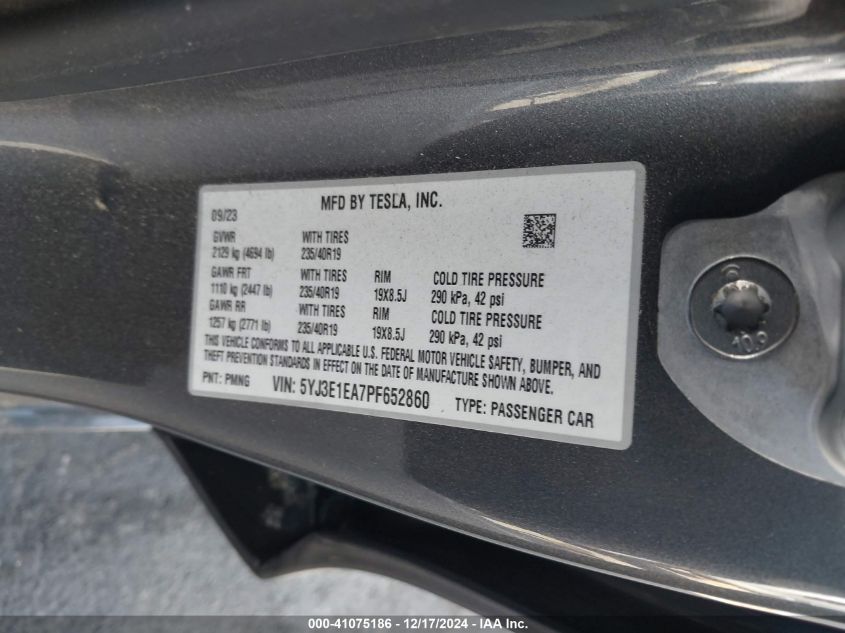 09/23 MFD BY TESLA, INC.
GVWR WITH TIRES
2129 kg (4694 lb) 235/40R19
GAWR FRT WITH TIRES RIM COLD TIRE PRESSURE
1110 kg (2447 lb) 235/40R19 19X8.5J 290 kPa, 42 psi
GAWR RR WITH TIRES RIM COLD TIRE PRESSURE
1257 kg (2771 lb) 235/40R19 19X8.5J 290 kPa, 42 psi
THIS VEHICLE CONFORMS TO ALL APPLICABLE U.S. FEDERAL MOTOR VEHICLE SAFETY, BUMPER, AND
THEFT PREVENTION STANDARDS IN EFFECT ON THE DATE OF MANUFACTURE SHOWN ABOVE.
PNT: PMNG VIN: 5YJ3E1EA7PF652860 TYPE: PASSENGER CAR
10.9
000-41075186 - 12/17/2024 - IAA Inc.